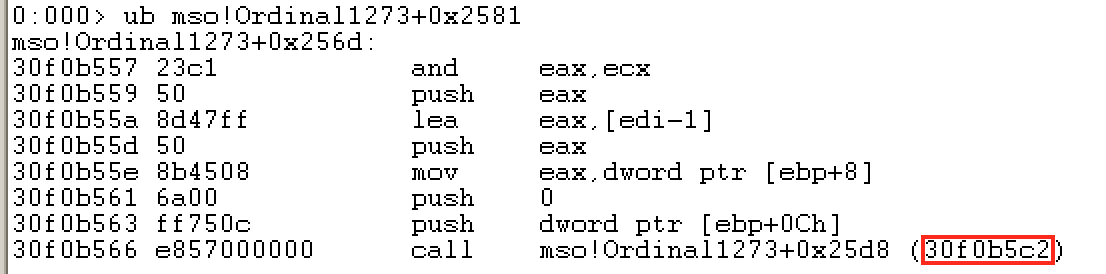 0:000> ub mso!Ordinal1273+0x2581
mso!Ordinal1273+0x256d:
30f0b557 23c1 and eax,ecx
30f0b559 50 push eax
30f0b55a 8d47ff lea eax,[edi-1]
30f0b55d 50 push eax
30f0b55e 8b4508 mov eax,dword ptr [ebp+8]
30f0b561 6a00 push 0
30f0b563 ff750c push dword ptr [ebp+0Ch]
30f0b566 e857000000 call mso!Ordinal1273+0x25d8 (30f0b5c2)